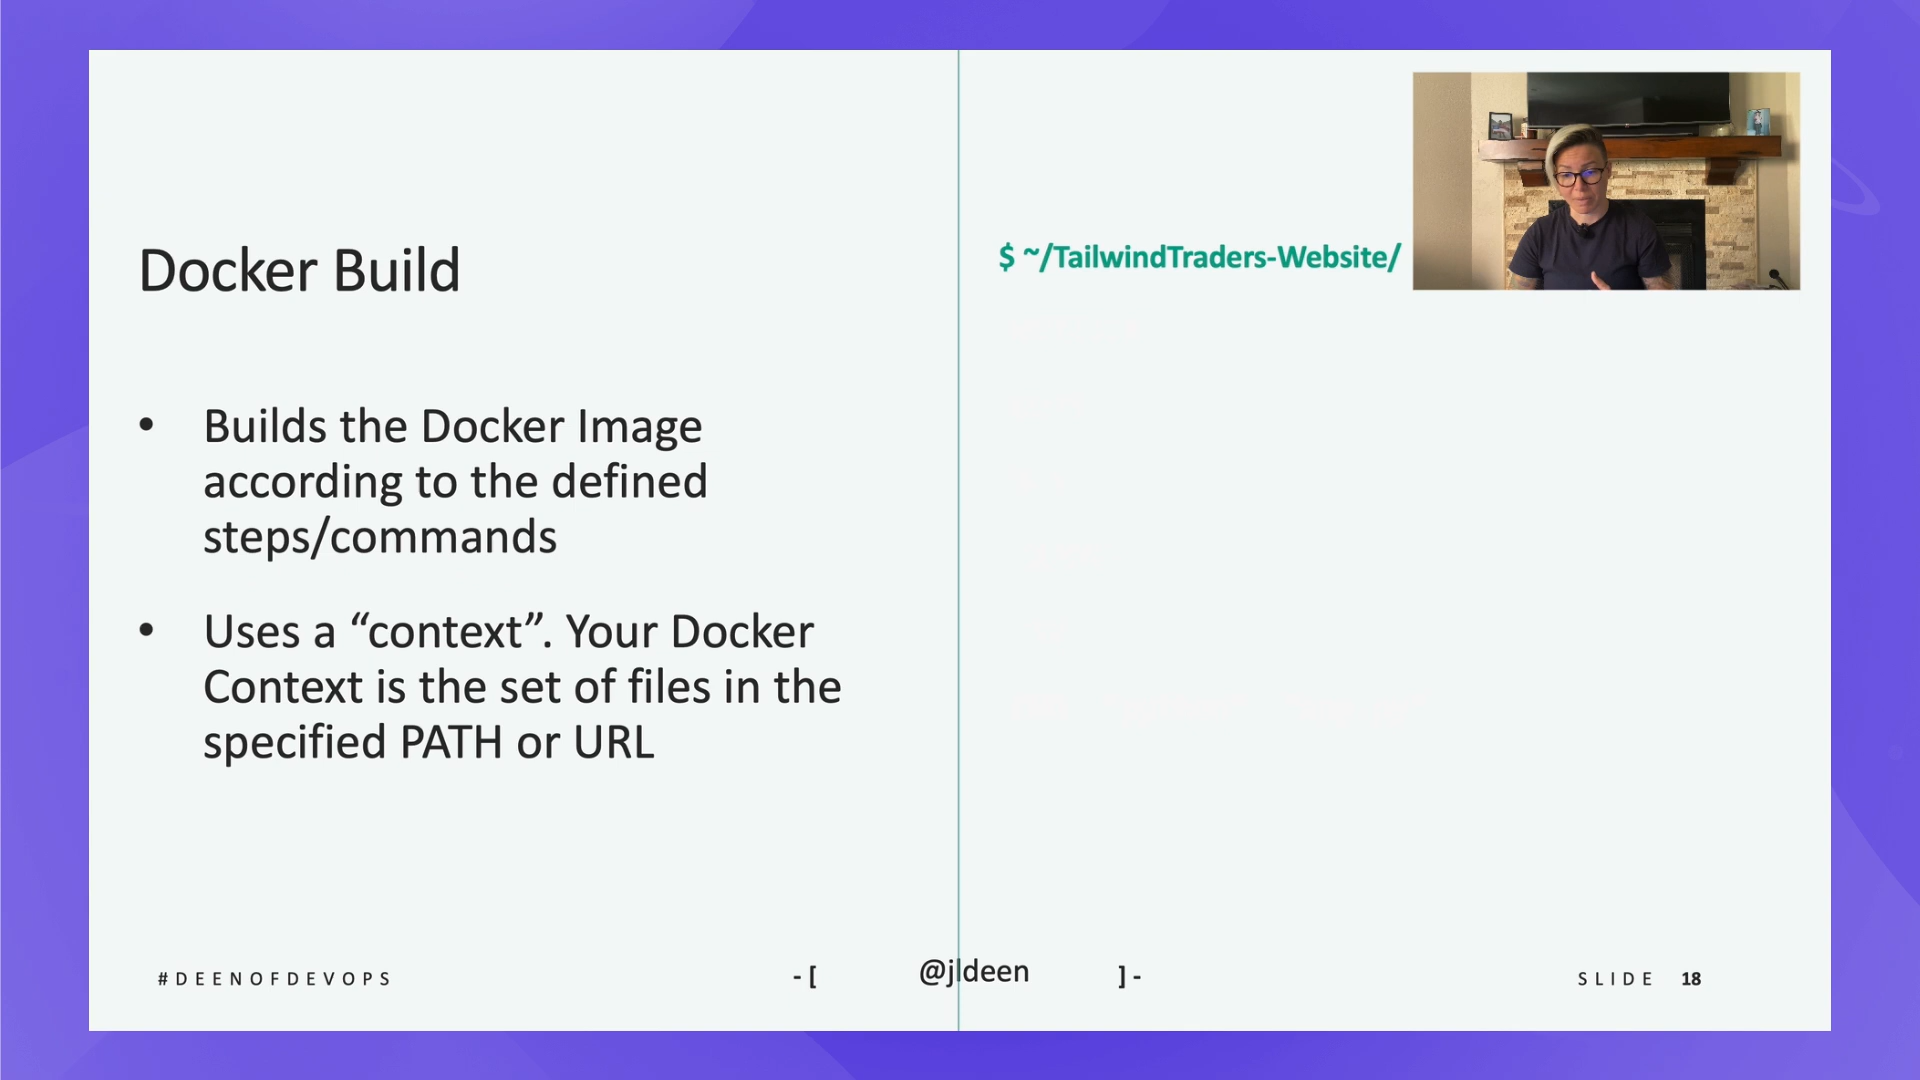 Docker Build
• Builds the Docker Image
according to the defined
steps/commands
• Uses a “context”. Your Docker
Context is the set of files in the
specified PATH or URL
$ ~/TailwindTraders-Website/
#DEENOFDEVOPS
-[ @jldeen ]-
SLIDE 18